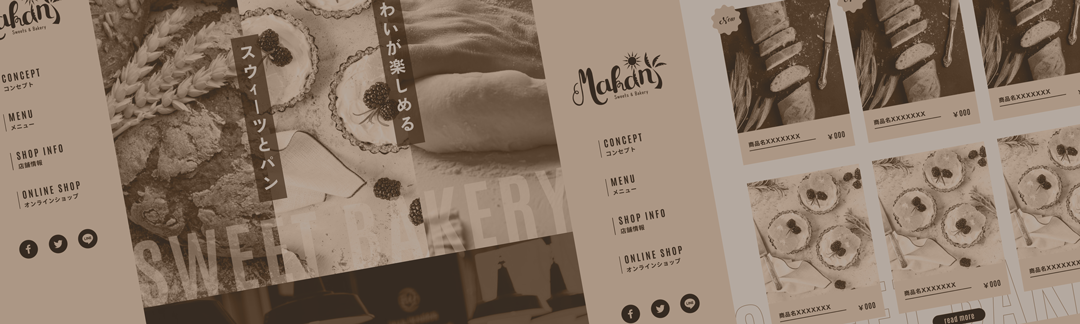 Makan
Sweets & Bakery
CONCEPT
コンセプト
MENU
メニュー
SHOP INFO
店舗情報
ONLINE SHOP
オンラインショップ
わいが楽しめる
スウィーツとパン
SWEET BAKERY
Makan
Sweets & Bakery
CONCEPT
コンセプト
MENU
メニュー
SHOP INFO
店舗情報
ONLINE SHOP
オンラインショップ
New
商品名XXXXXXX
¥000
商品名XXXXXXX
¥000
商品名XXXXXXX
商品名XXXXXXX
¥000
商品名XXXXXXX
¥000
商品名XXXXXXX
read more